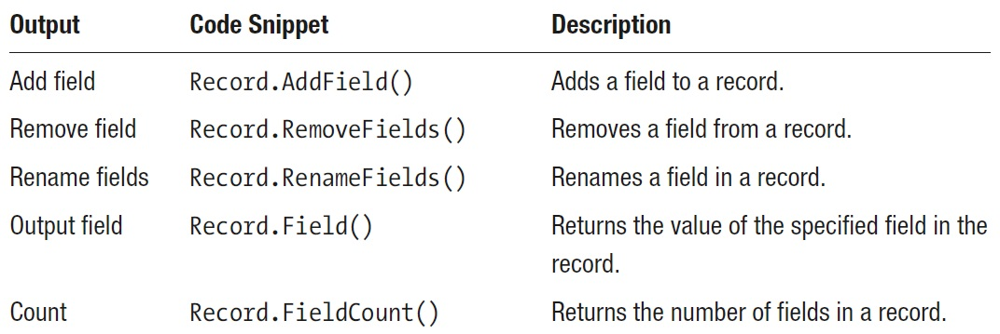 Output Code Snippet Description
Add field Record.AddField() Adds a field to a record.
Remove field Record.RemoveFields() Removes a field from a record.
Rename fields Record.RenameFields() Renames a field in a record.
Output field Record.Field() Returns the value of the specified field in the
record.
Count Record.FieldCount() Returns the number of fields in a record.